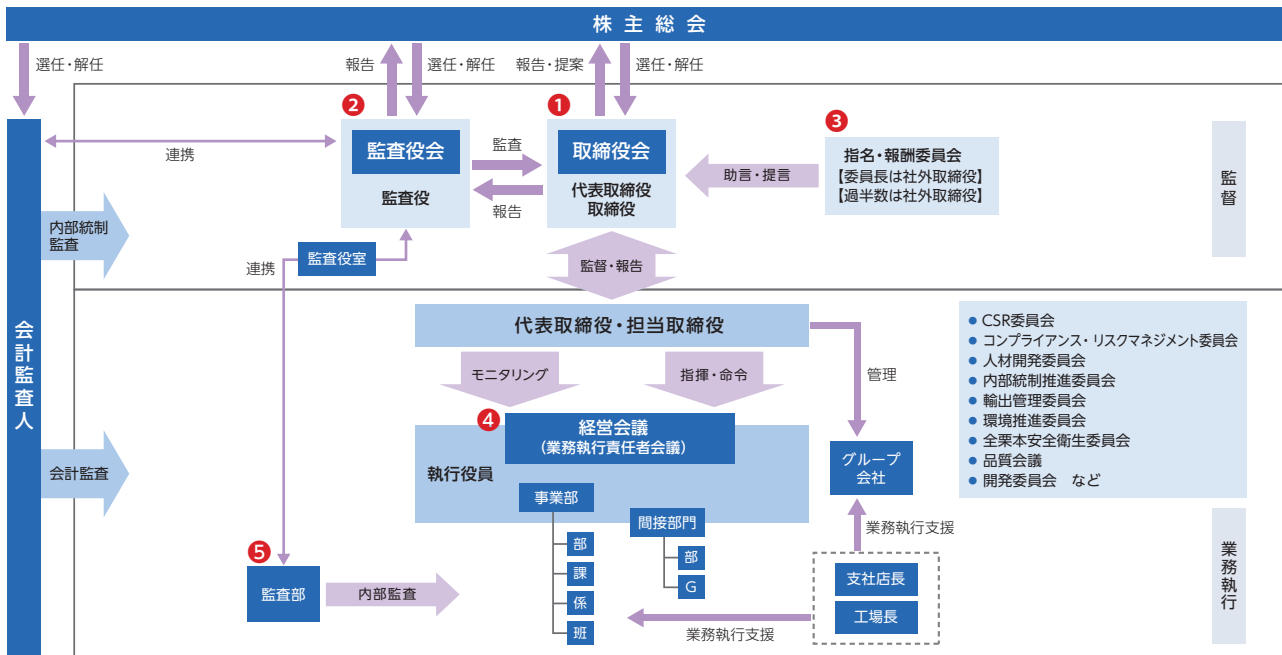 株主総会
選任・解任
報告
選任・解任
報告・提案
選任・解任
❷
❶
❸
監査役会
監査役
監査
報告
取締役会
代表取締役
取締役
助言・提言
指名・報酬委員会
【委員長は社外取締役】
【過半数は社外取締役】
監督
連携
内部統制
監査
連携
監査役室
監督・報告
会計監査人
代表取締役・担当取締役
モニタリング
指揮・命令
管理
CSR委員会
コンプライアンス・リスクマネジメント委員会
人材開発委員会
内部統制推進委員会
輸出管理委員会
環境推進委員会
全栗本安全衛生委員会
品質会議
開発委員会 など
❹
経営会議
(業務執行責任者会議)
執行役員
会計監査
グループ
会社
事業部
部
課
係
班
間接部門
部
G
業務執行支援
❺
監査部
内部監査
支社店長
工場長
業務執行支援
業務執行